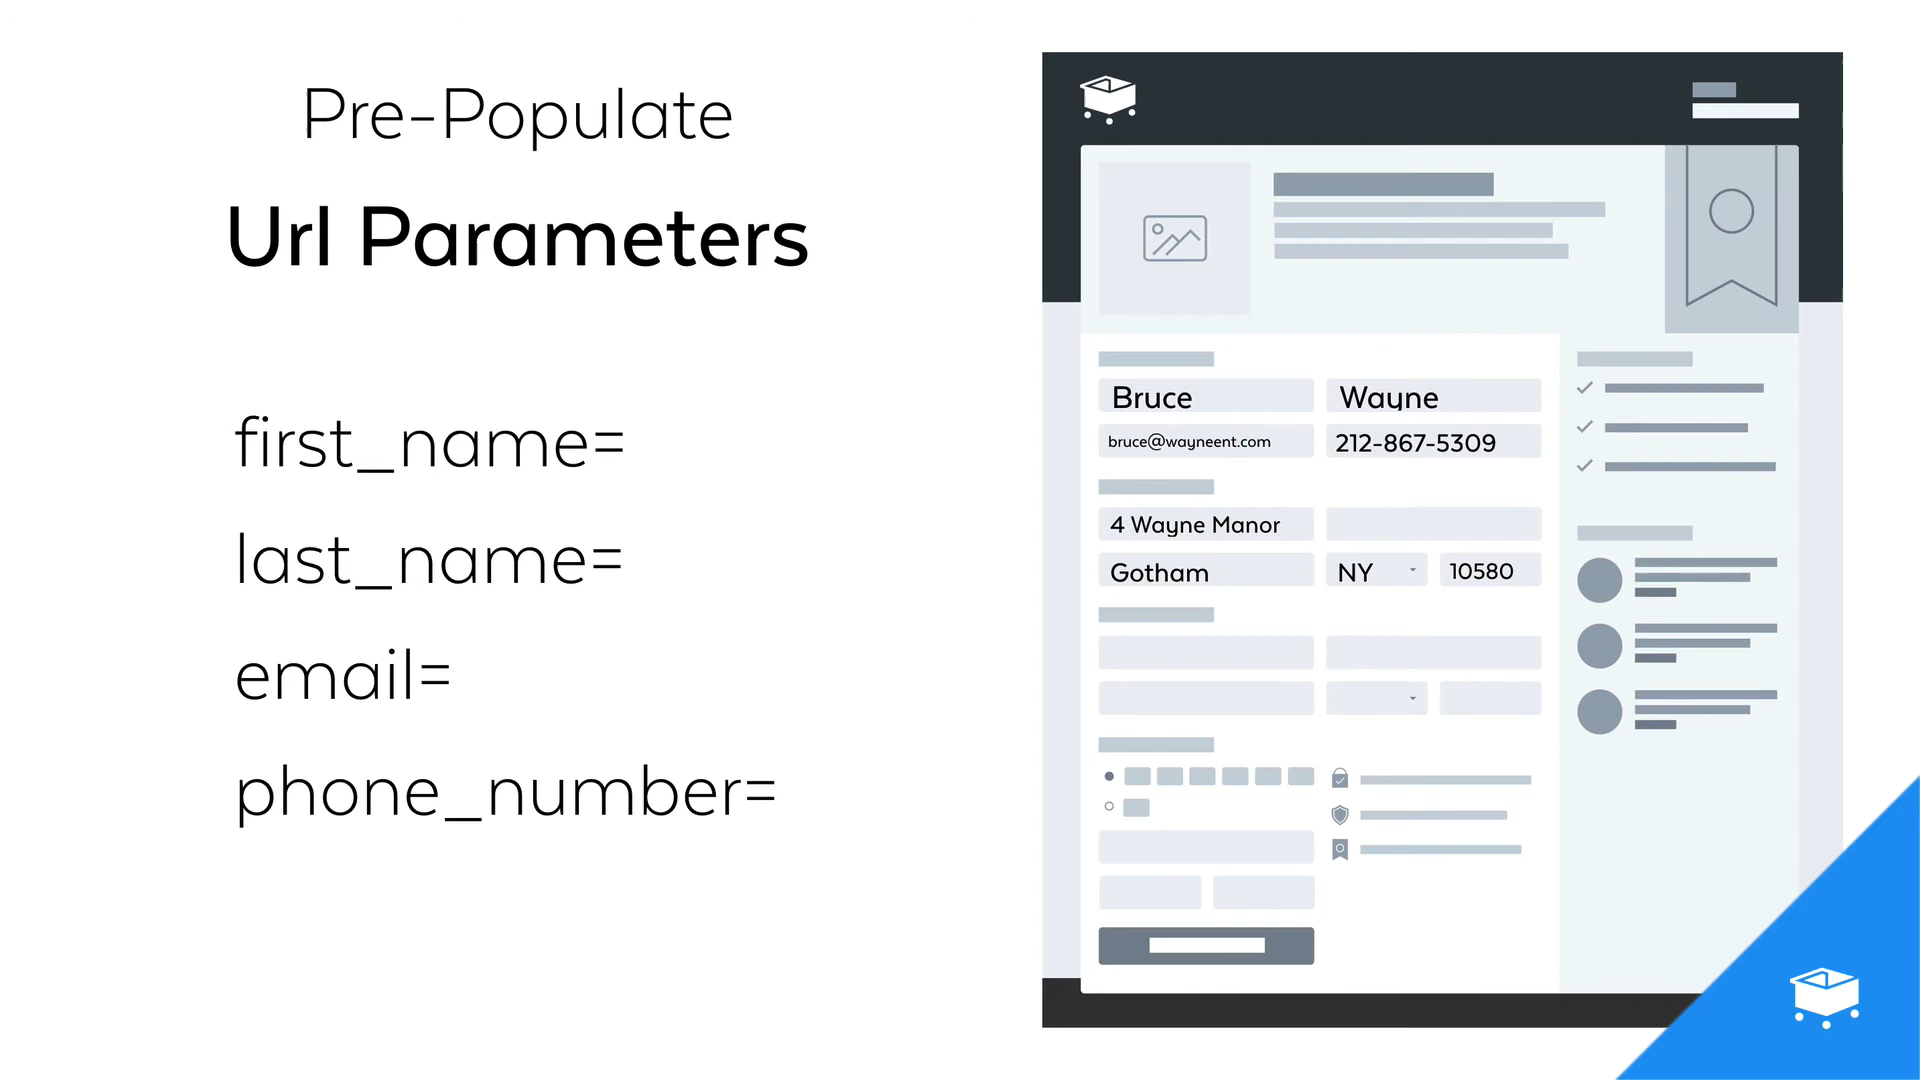 Pre-Populate
Url Parameters
first_name=
last_name=
email=
phone_number=
Bruce
Wayne
bruce@wayneent.com
212-867-5309
4 Wayne Manor
Gotham
NY
10580